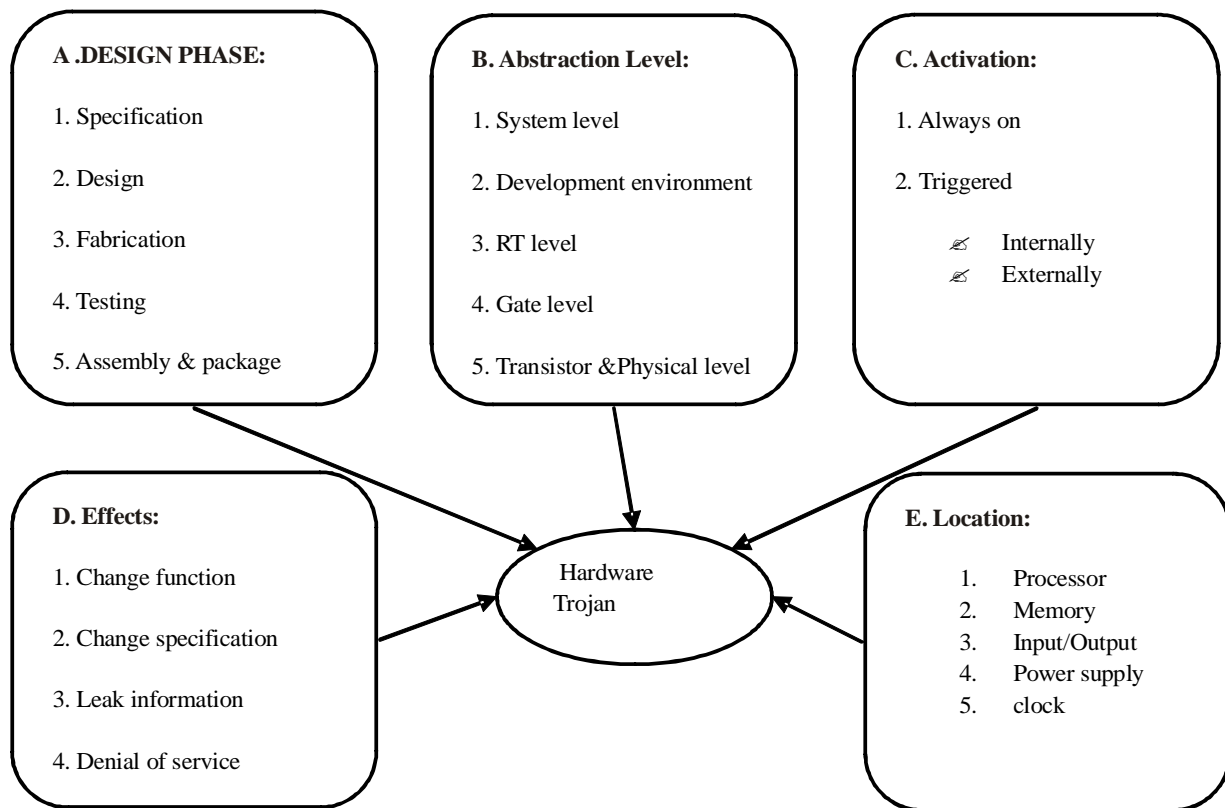 A .DESIGN PHASE:
1. Specification
2. Design
3. Fabrication
4. Testing
5. Assembly & package
B. Abstraction Level:
1. System level
2. Development environment
3. RT level
4. Gate level
5. Transistor &Physical level
C. Activation:
1. Always on
2. Triggered
Internally
Externally
D. Effects:
1. Change function
2. Change specification
3. Leak information
4. Denial of service
Hardware
Trojan
E. Location:
1. Processor
2. Memory
3. Input/Output
4. Power supply
5. clock